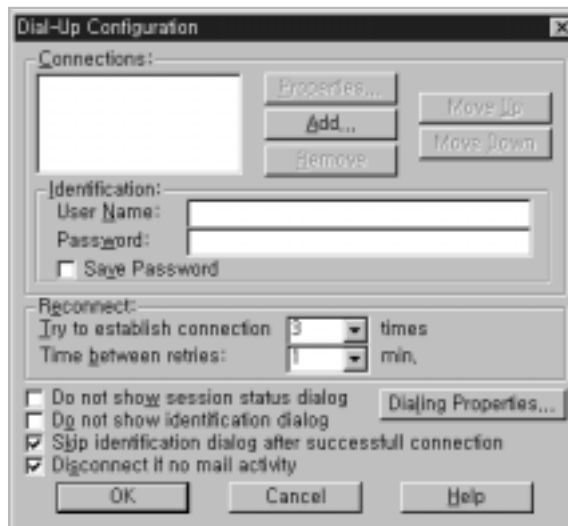 Dial-Up Configuration
Connections:
Properties...
Add...
Remove
Move Up
Move Down
Identification:
User Name:
Password:
Save Password
Reconnect:
Try to establish connection 3 times
Time between retries: 1 min.
Do not show session status dialog
Do not show identification dialog
Dialing Properties...
Skip identification dialog after successfull connection
Disconnect if no mail activity
OK Cancel Help